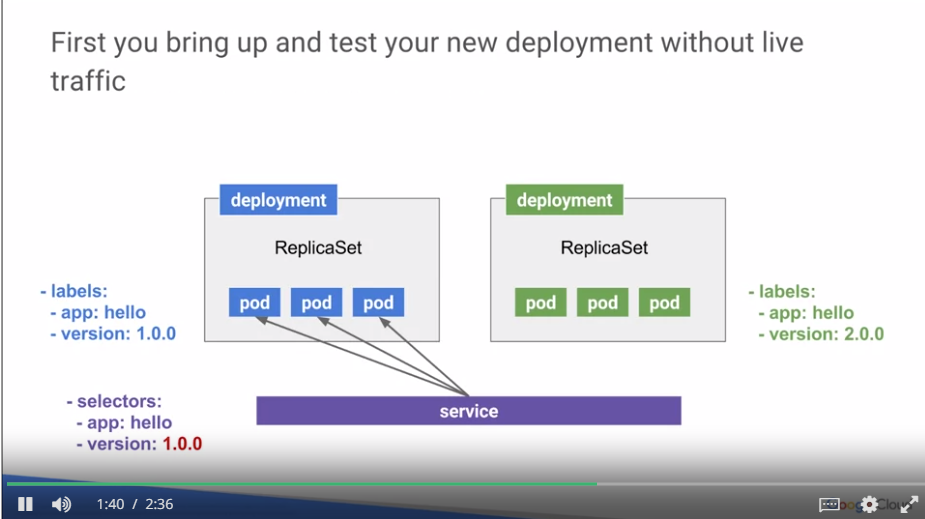 First you bring up and test your new deployment without live
traffic
deployment
deployment
ReplicaSet
ReplicaSet
pod pod pod
pod pod pod
- labels:
- app: hello
- version: 1.0.0
- labels:
- app: hello
- version: 2.0.0
- selectors:
- app: hello
- version: 1.0.0
service
1:40 / 2:36